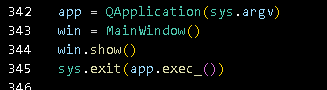 342 app = QApplication(sys.argv)
343 win = MainWindow()
344 win.show()
345 sys.exit(app.exec_())
346